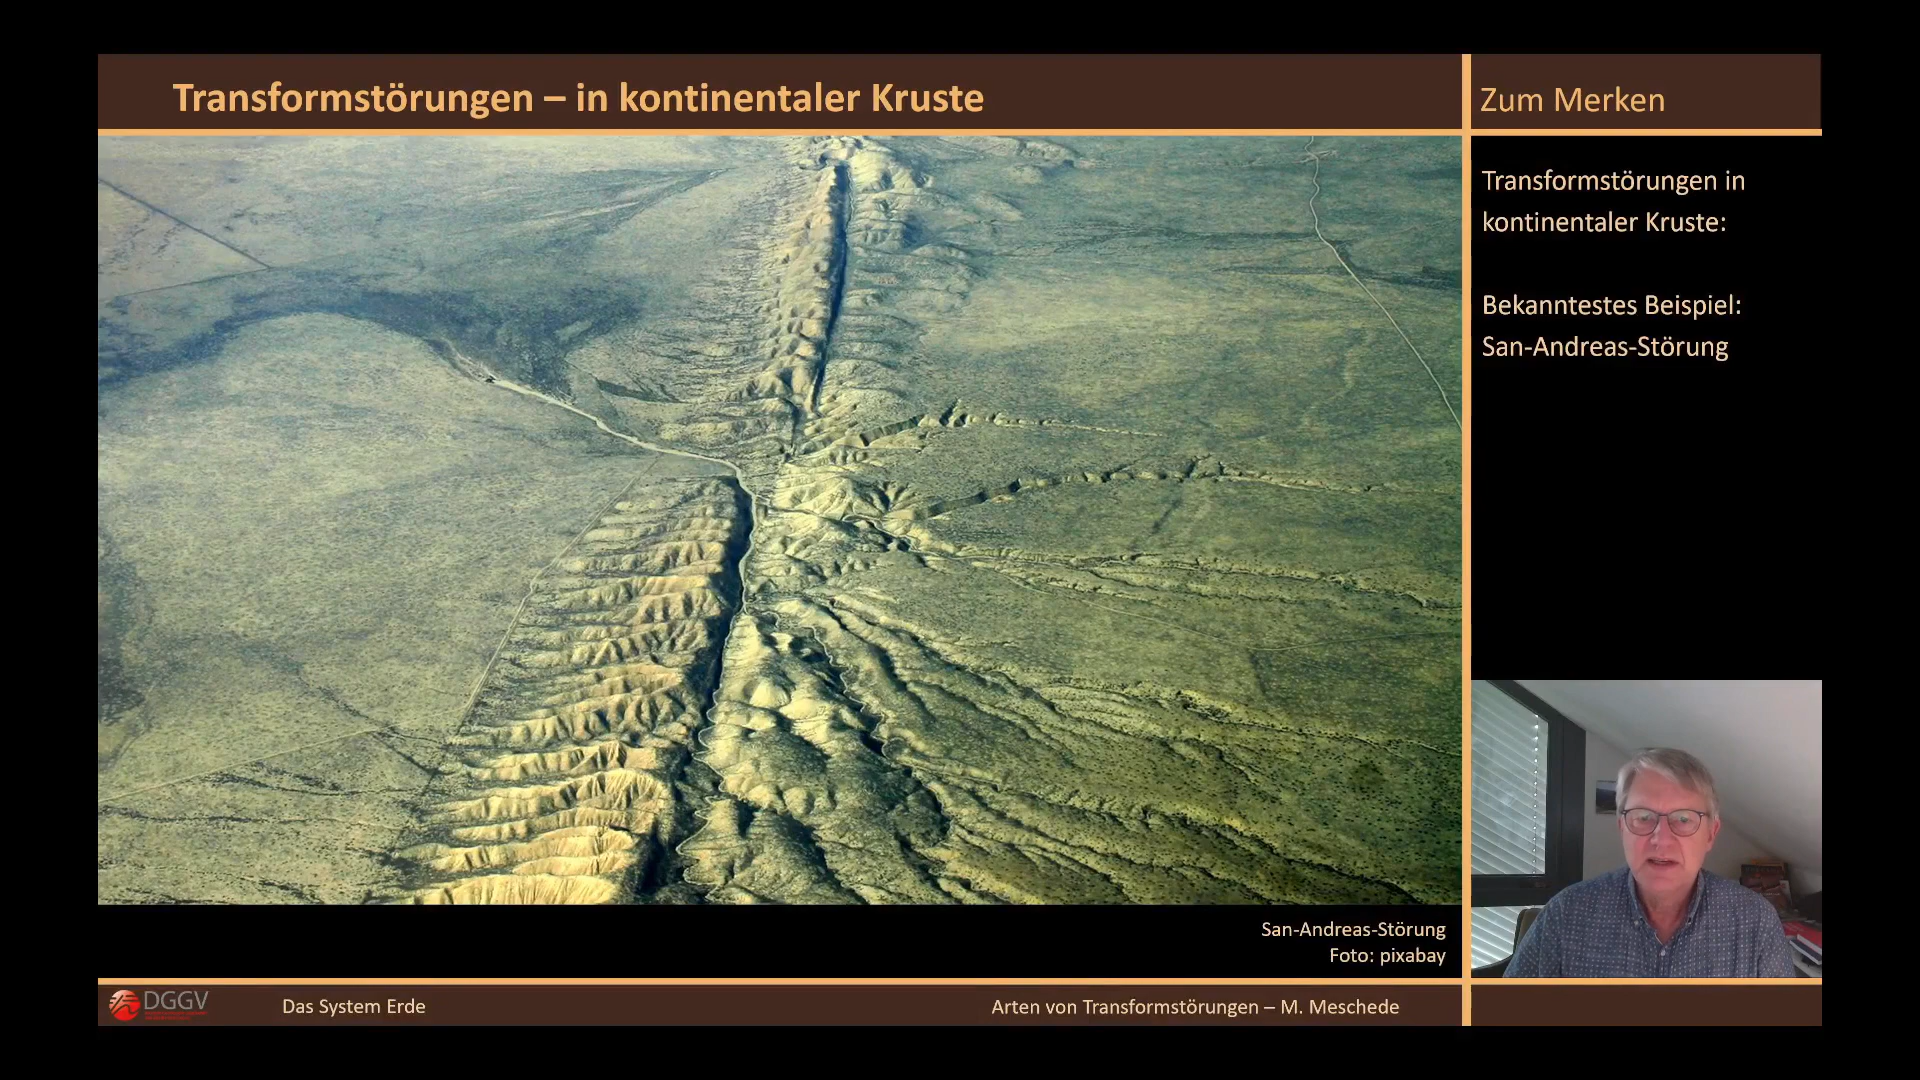 Transformstörungen – in kontinentaler Kruste
Zum Merken
Transformstörungen in
kontinentaler Kruste:
Bekanntestes Beispiel:
San-Andreas-Störung
San-Andreas-Störung
Foto: pixabay
DGGV
Das System Erde
Arten von Transformstörungen – M. Meschede